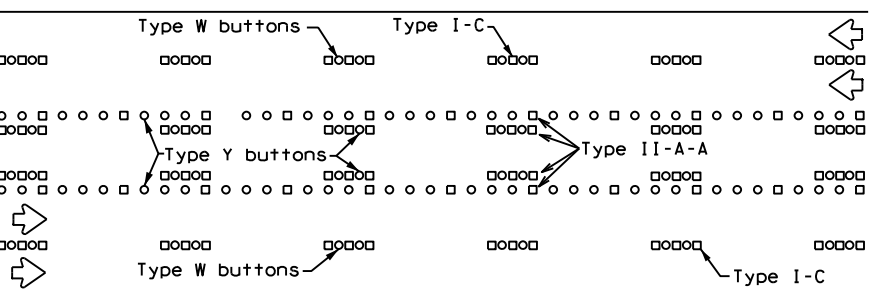 Type W buttons
Type I-C
Type Y buttons
Type II-A-A
Type W buttons
Type I-C